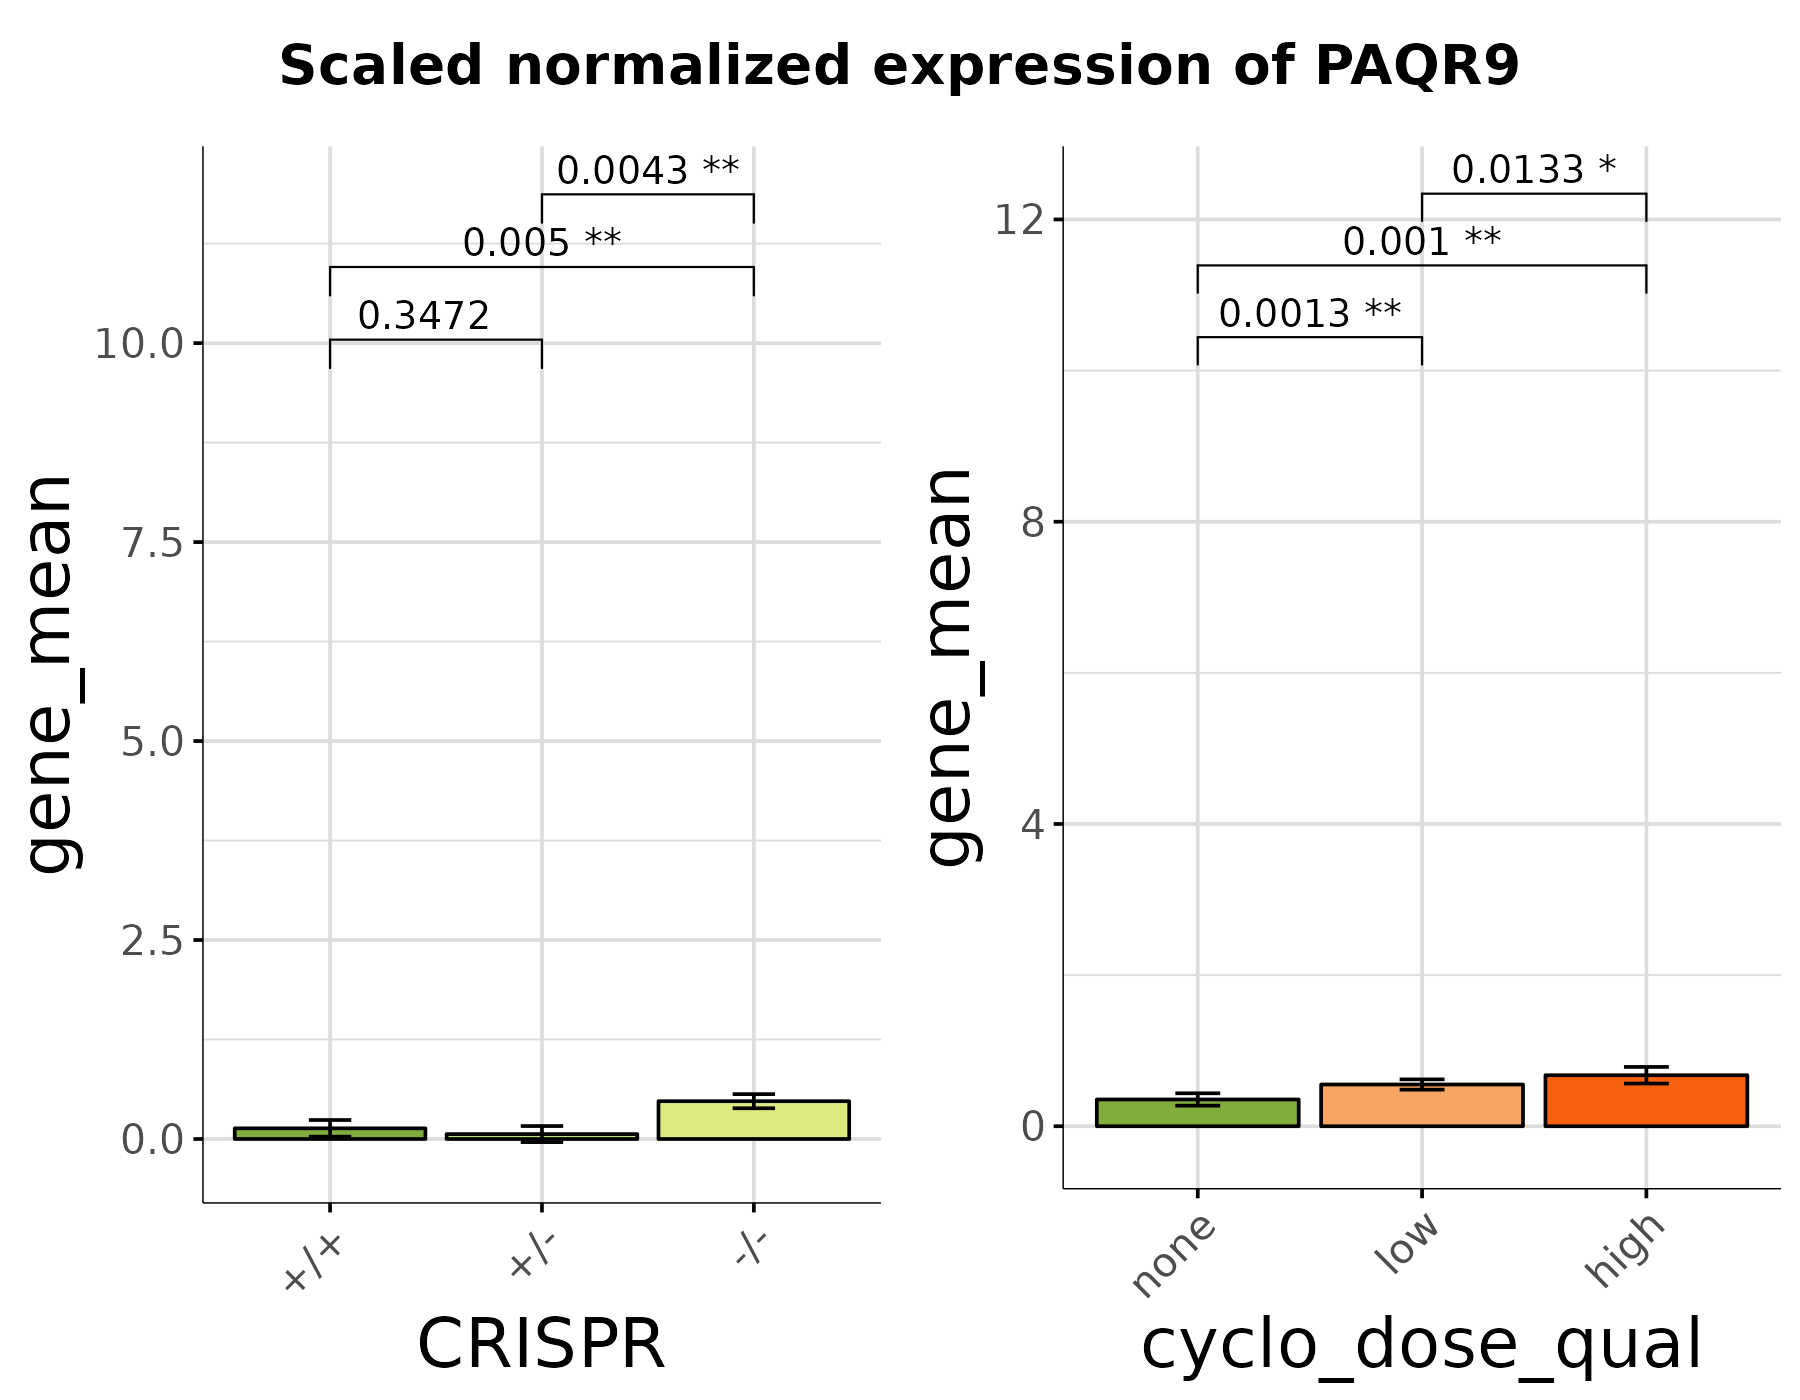 Scaled normalized expression of PAQR9
gene_mean
10.0
7.5
5.0
2.5
0.0
0.0043 **
0.005 **
0.3472
+/+
+/-
-/-
CRISPR
gene_mean
12
8
4
0
0.0133 *
0.001 **
0.0013 **
none
low
high
cyclo_dose_qual